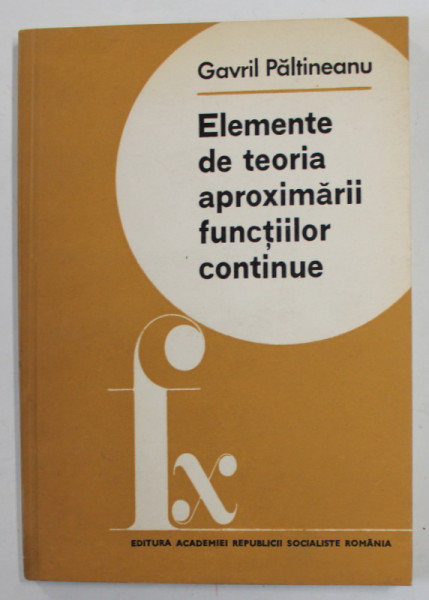 Gavril Păltineanu
Elemente
de teoria
aproximării
funcțiilor
continue
fx
EDITURA ACADEMIEI REPUBLICII SOCIALISTE ROMÂNIA